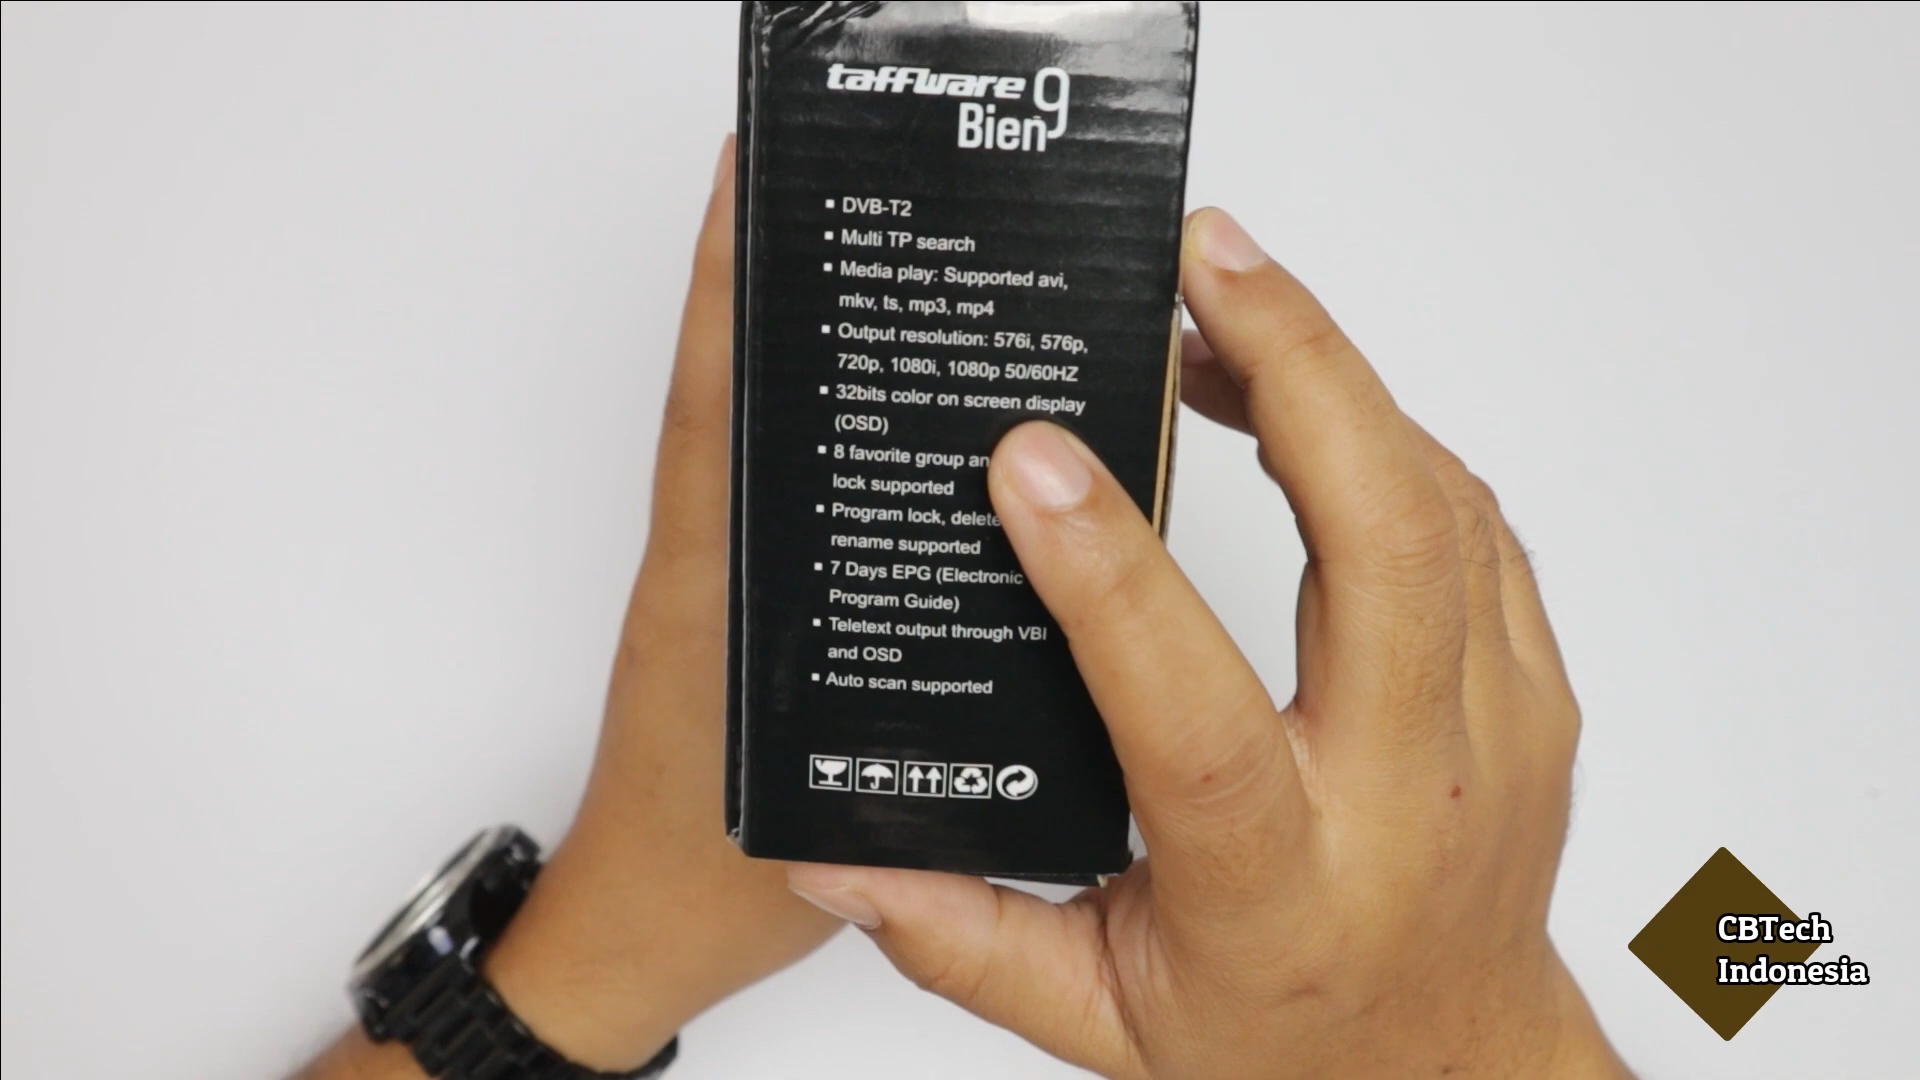 taffware 9
Bien
DVB-T2
Multi TP search
Media play: Supported avi,
mkv, ts, mp3, mp4
Output resolution: 576i, 576p,
720p, 1080i, 1080p 50/60HZ
32bits color on screen display
(OSD)
8 favorite group
lock supported
Program lock, delete
rename supported
7 Days EPG (Electronic
Program Guide)
Teletext output through VBI
and OSD
Auto scan supported
CBTech
Indonesia